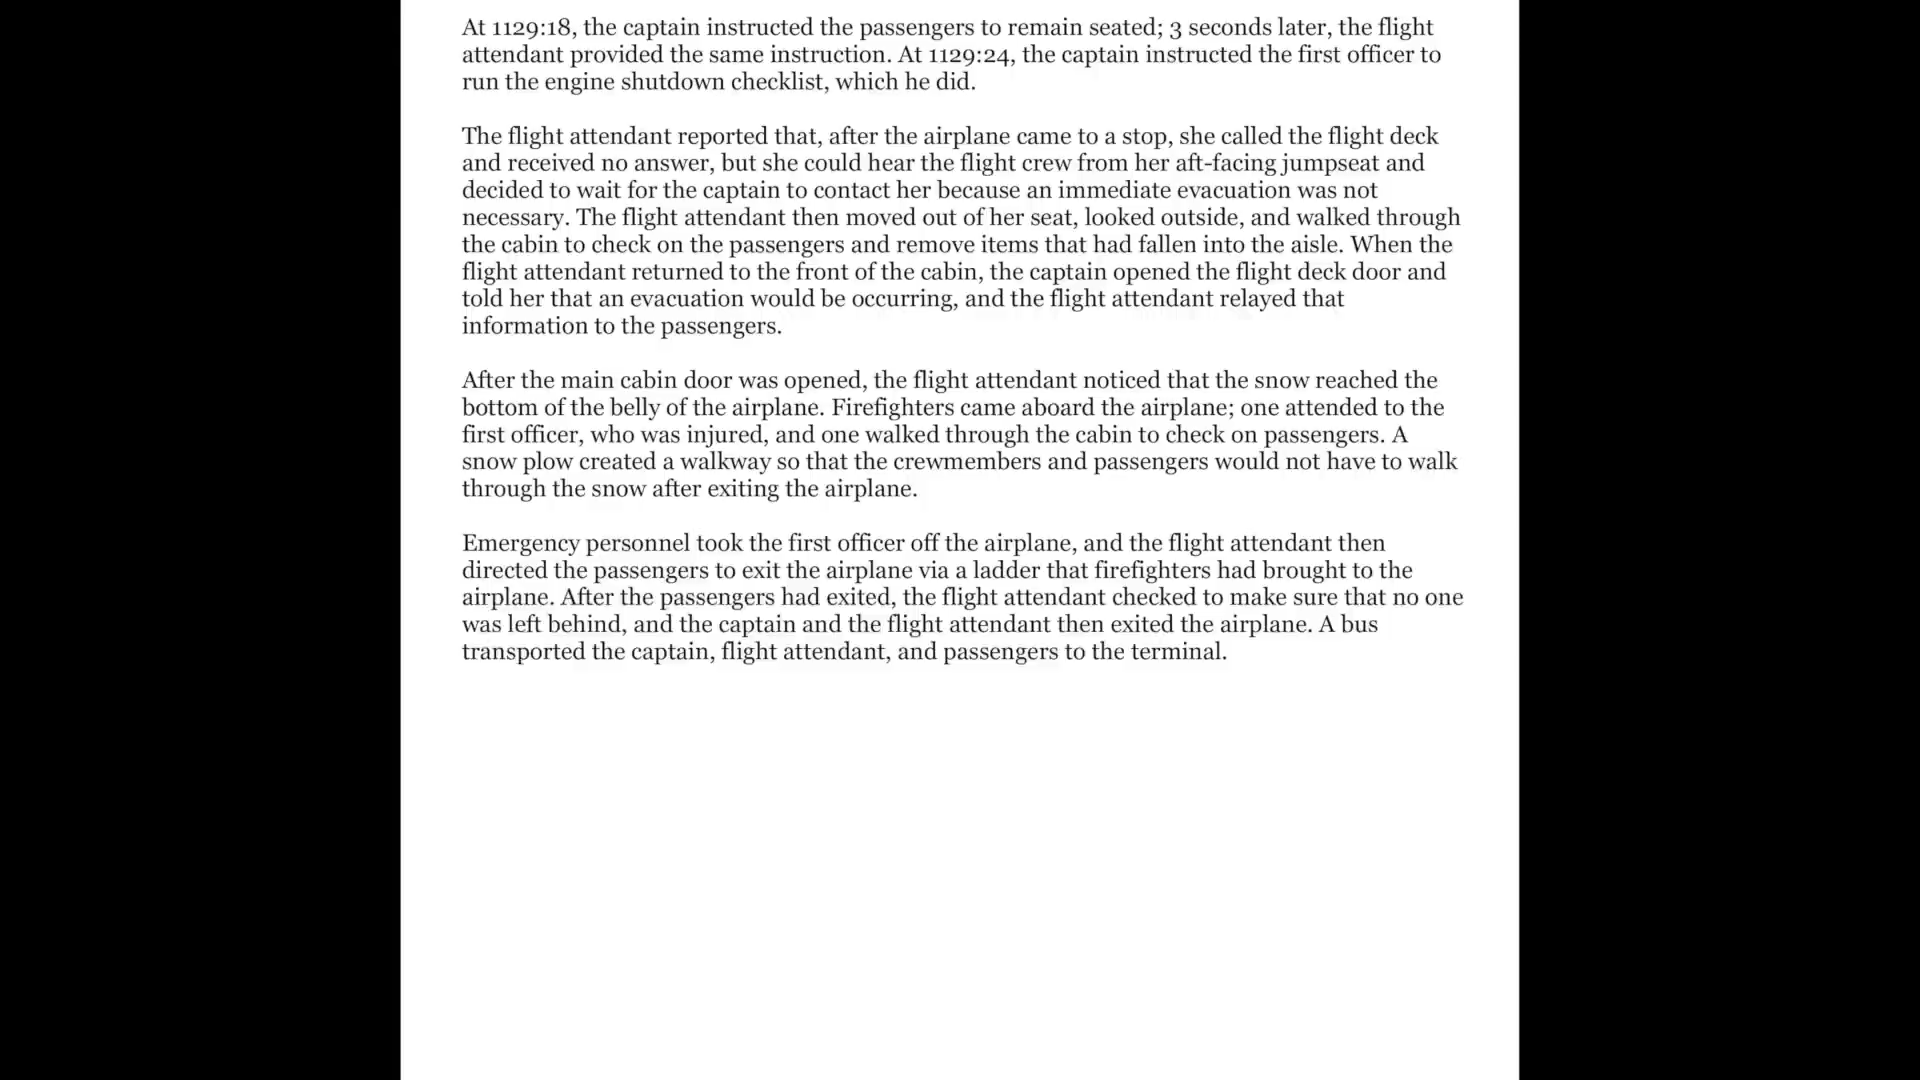 At 1129:18, the captain instructed the passengers to remain seated; 3 seconds later, the flight
attendant provided the same instruction. At 1129:24, the captain instructed the first officer to
run the engine shutdown checklist, which he did.
The flight attendant reported that, after the airplane came to a stop, she called the flight deck
and received no answer, but she could hear the flight crew from her aft-facing jumpseat and
decided to wait for the captain to contact her because an immediate evacuation was not
necessary. The flight attendant then moved out of her seat, looked outside, and walked through
the cabin to check on the passengers and remove items that had fallen into the aisle. When the
flight attendant returned to the front of the cabin, the captain opened the flight deck door and
told her that an evacuation would be occurring, and the flight attendant relayed that
information to the passengers.
After the main cabin door was opened, the flight attendant noticed that the snow reached the
bottom of the belly of the airplane. Firefighters came aboard the airplane; one attended to the
first officer, who was injured, and one walked through the cabin to check on passengers. A
snow plow created a walkway so that the crewmembers and passengers would not have to walk
through the snow after exiting the airplane.
Emergency personnel took the first officer off the airplane, and the flight attendant then
directed the passengers to exit the airplane via a ladder that firefighters had brought to the
airplane. After the passengers had exited, the flight attendant checked to make sure that no one
was left behind, and the captain and the flight attendant then exited the airplane. A bus
transported the captain, flight attendant, and passengers to the terminal.